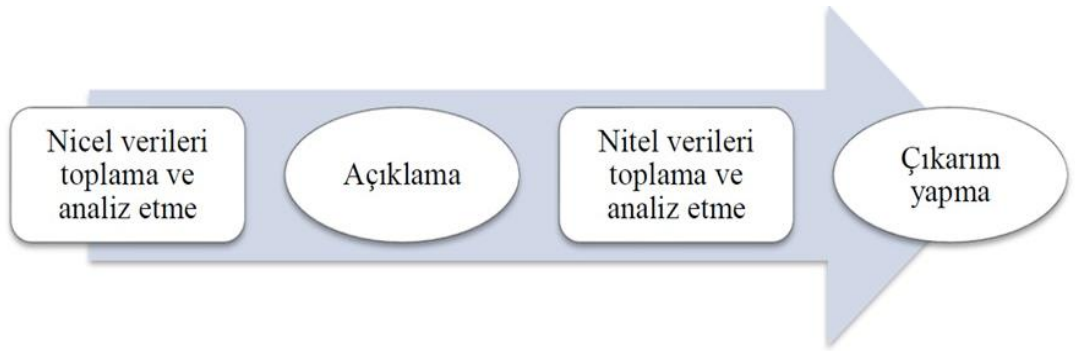 Nicel verileri
toplama ve
analiz etme
Açıklama
Nitel verileri
toplama ve
analiz etme
Çıkarım
yapma